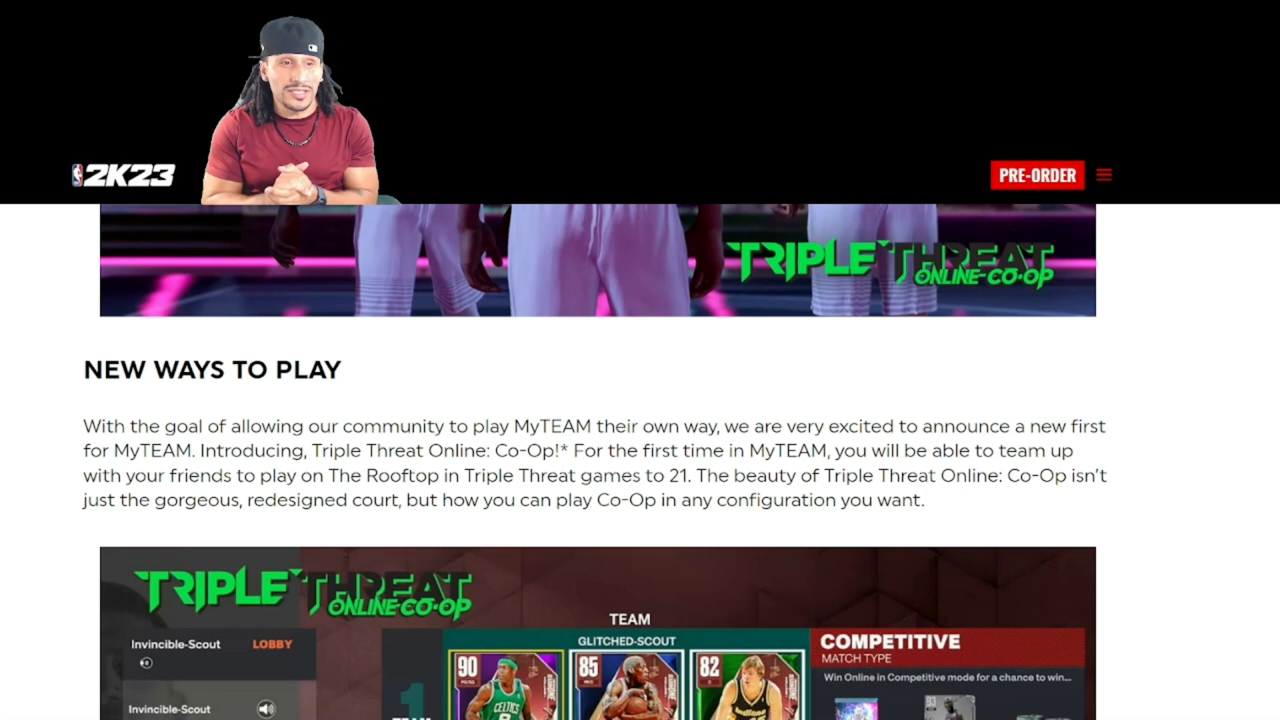 2K23
PRE-ORDER
TRIPLE THREAT
ONLINE CO-OP
NEW WAYS TO PLAY
With the goal of allowing our community to play MyTEAM their own way, we are very excited to announce a new first
for MyTEAM. Introducing, Triple Threat Online: Co-Op!* For the first time in MyTEAM, you will be able to team up
with your friends to play on The Rooftop in Triple Threat games to 21. The beauty of Triple Threat Online: Co-Op isn't
just the gorgeous, redesigned court, but how you can play Co-Op in any configuration you want.
TRIPLE THREAT
ONLINE CO-OP
TEAM
Invincible-Scout LOBBY
GLITCHED-SCOUT
COMPETITIVE
MATCH TYPE
Win Online in Competitive mode for a chance to win...
90
85
82
1
TEAM
Invincible-Scout
CELTICS
Indiana
93